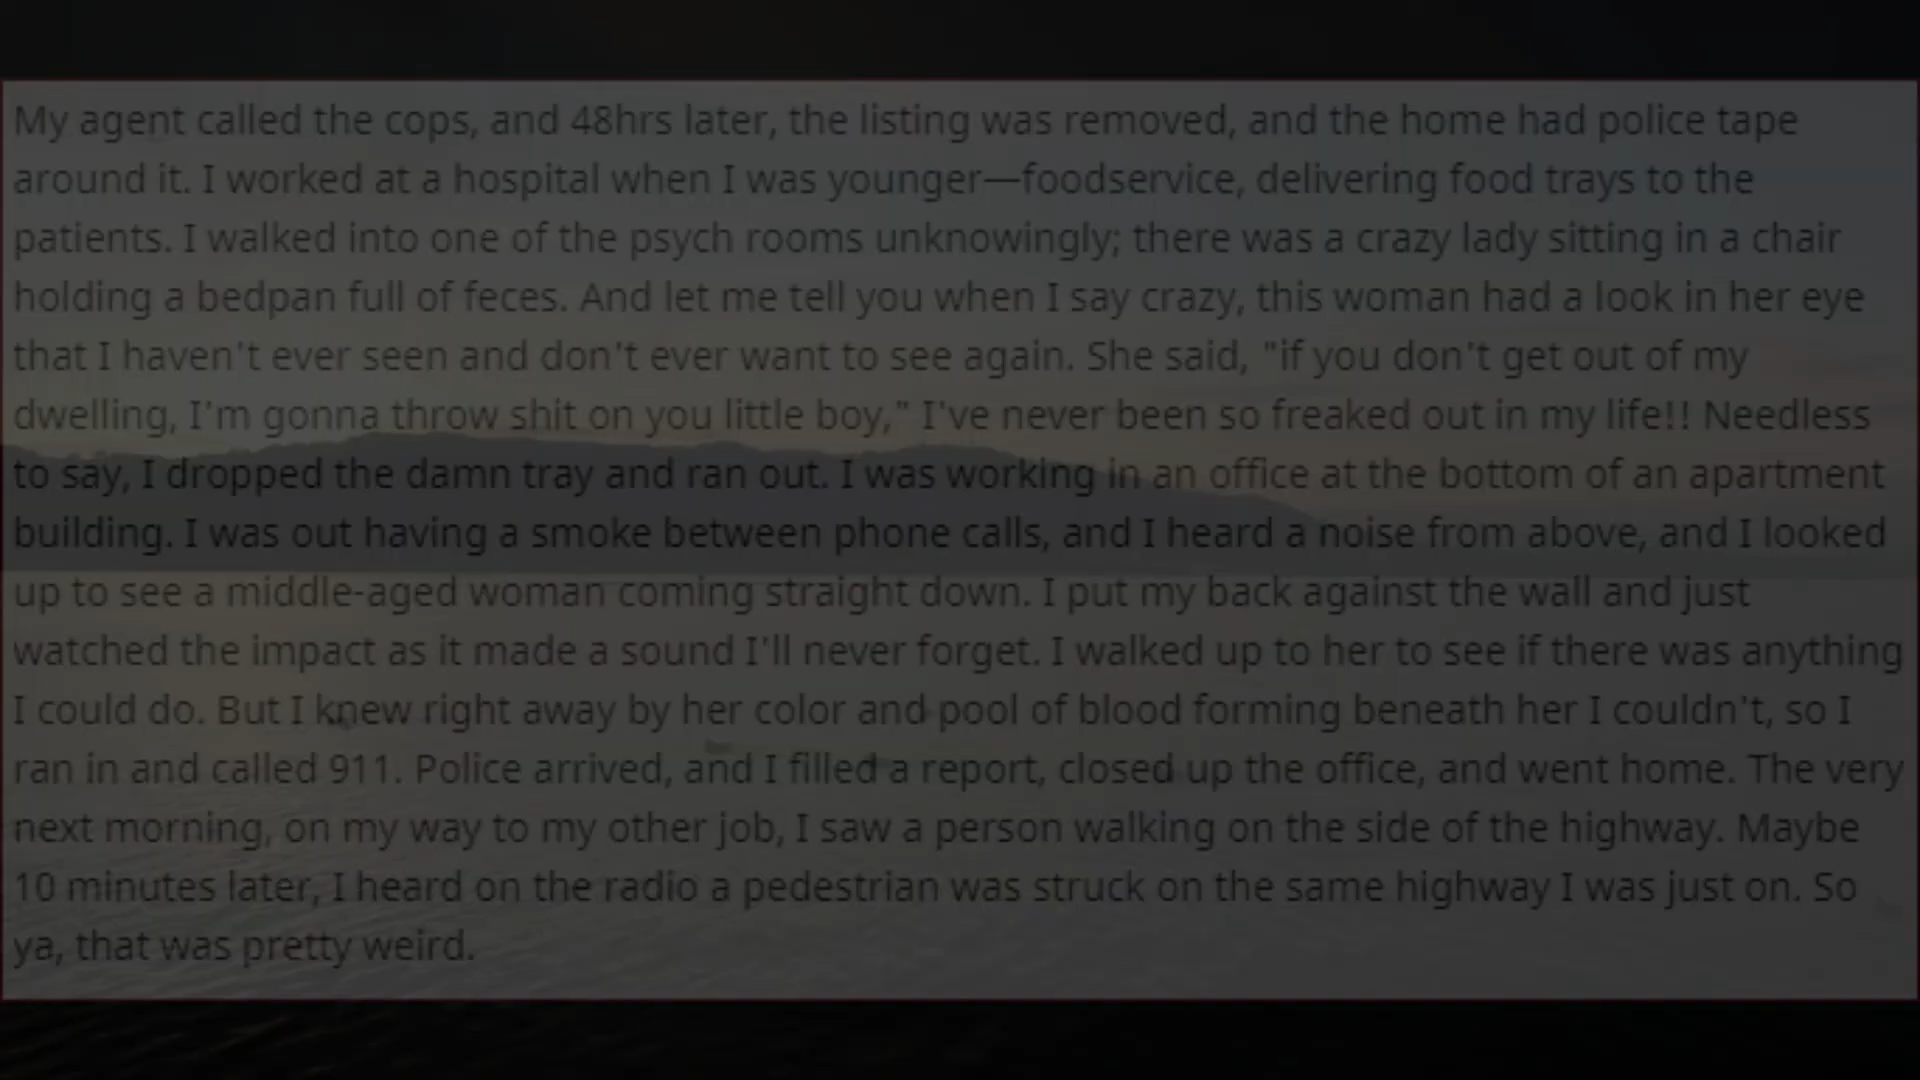 My agent called the cops, and 48hrs later, the listing was removed, and the home had police tape
around it. I worked at a hospital when I was younger—foodservice, delivering food trays to the
patients. I walked into one of the psych rooms unknowingly; there was a crazy lady sitting in a chair
holding a bedpan full of feces. And let me tell you when I say crazy, this woman had a look in her eye
that I haven't ever seen and don't ever want to see again. She said, "if you don't get out of my
dwelling, I'm gonna throw shit on you little boy," I've never been so freaked out in my life!! Needless
to say, I dropped the damn tray and ran out. I was working in an office at the bottom of an apartment
building. I was out having a smoke between phone calls, and I heard a noise from above, and I looked
up to see a middle-aged woman coming straight down. I put my back against the wall and just
watched the impact as it made a sound I'll never forget. I walked up to her to see if there was anything
I could do. But I knew right away by her color and pool of blood forming beneath her I couldn't, so I
ran in and called 911. Police arrived, and I filled a report, closed up the office, and went home. The very
next morning, on my way to my other job, I saw a person walking on the side of the highway. Maybe
10 minutes later, I heard on the radio a pedestrian was struck on the same highway I was just on. So
ya, that was pretty weird.